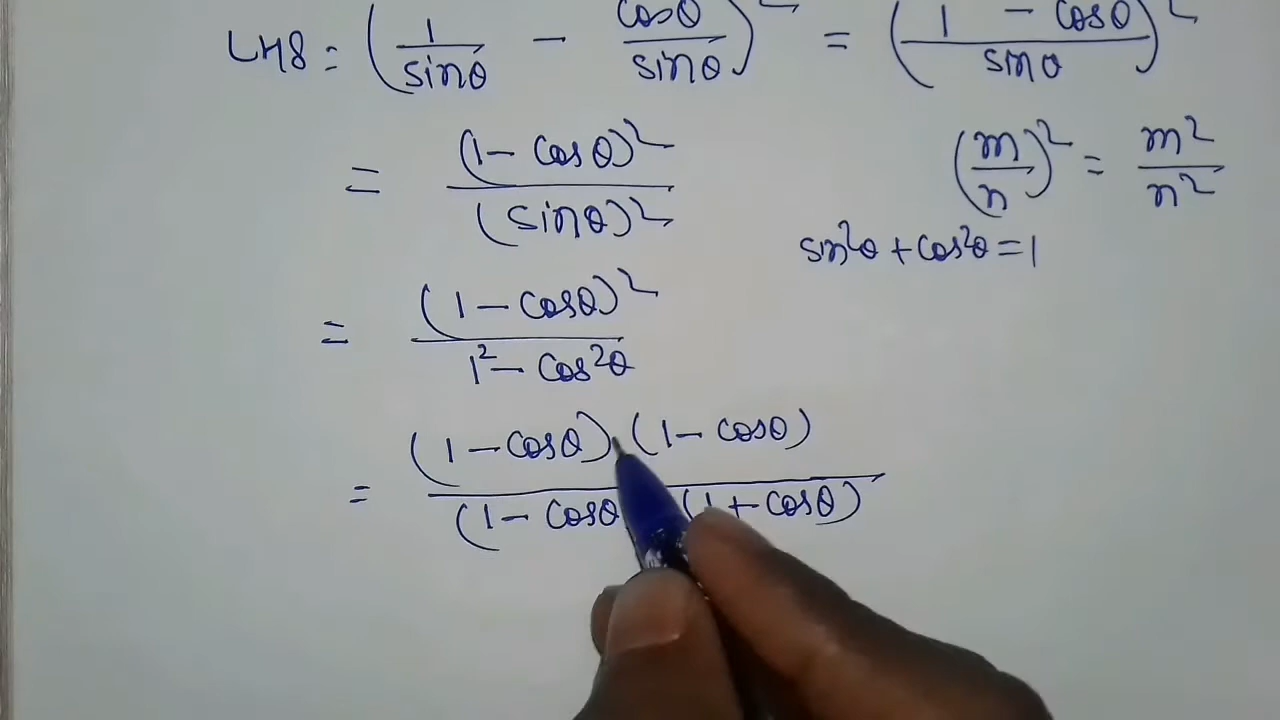 LHS = (1/sinθ - cosθ/sinθ)² = (1 - cosθ/sinθ)²
= (1 - cosθ)²/(sinθ)²
(m/n)² = m²/n²
sin²θ + cos²θ = 1
= (1 - cosθ)²/1² - cos²θ
= (1 - cosθ) (1 - cosθ)/(1 - cosθ (1 + cosθ)